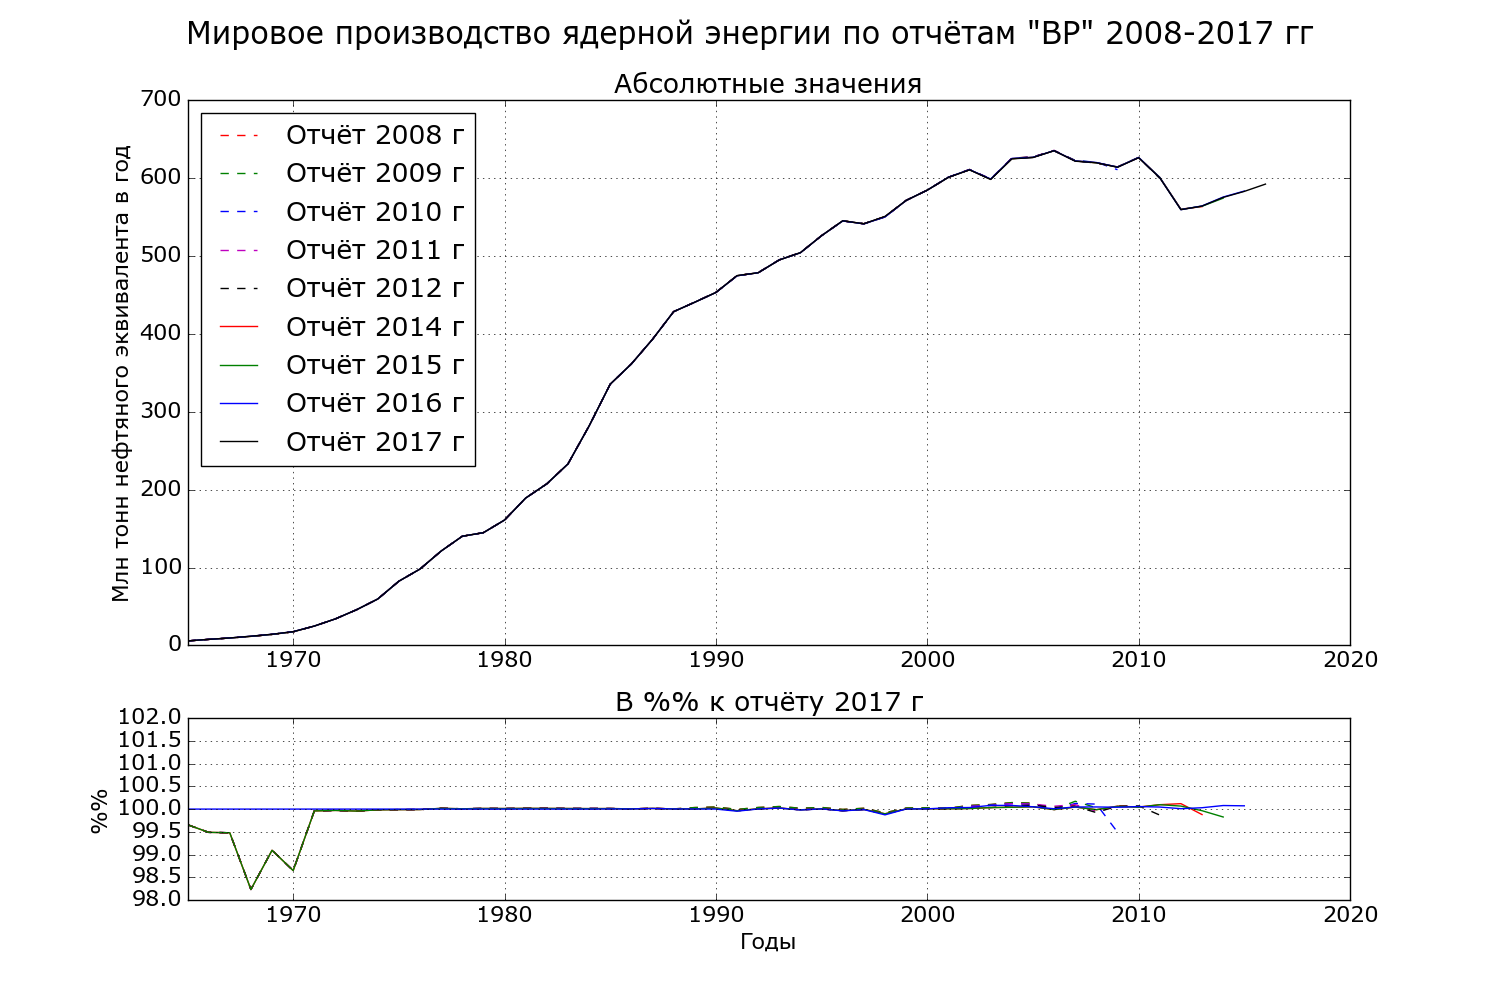 Мировое производство ядерной энергии по отчётам "BP" 2008-2017 гг
Абсолютные значения
700
600
500
400
300
200
100
0
Млн тонн нефтяного эквивалента в год
Отчёт 2008 г
Отчёт 2009 г
Отчёт 2010 г
Отчёт 2011 г
Отчёт 2012 г
Отчёт 2014 г
Отчёт 2015 г
Отчёт 2016 г
Отчёт 2017 г
1970 1980 1990 2000 2010 2020
В %% к отчёту 2017 г
102.0
101.5
101.0
100.5
100.0
99.5
99.0
98.5
98.0
%%
1970 1980 1990 2000 2010 2020
Годы